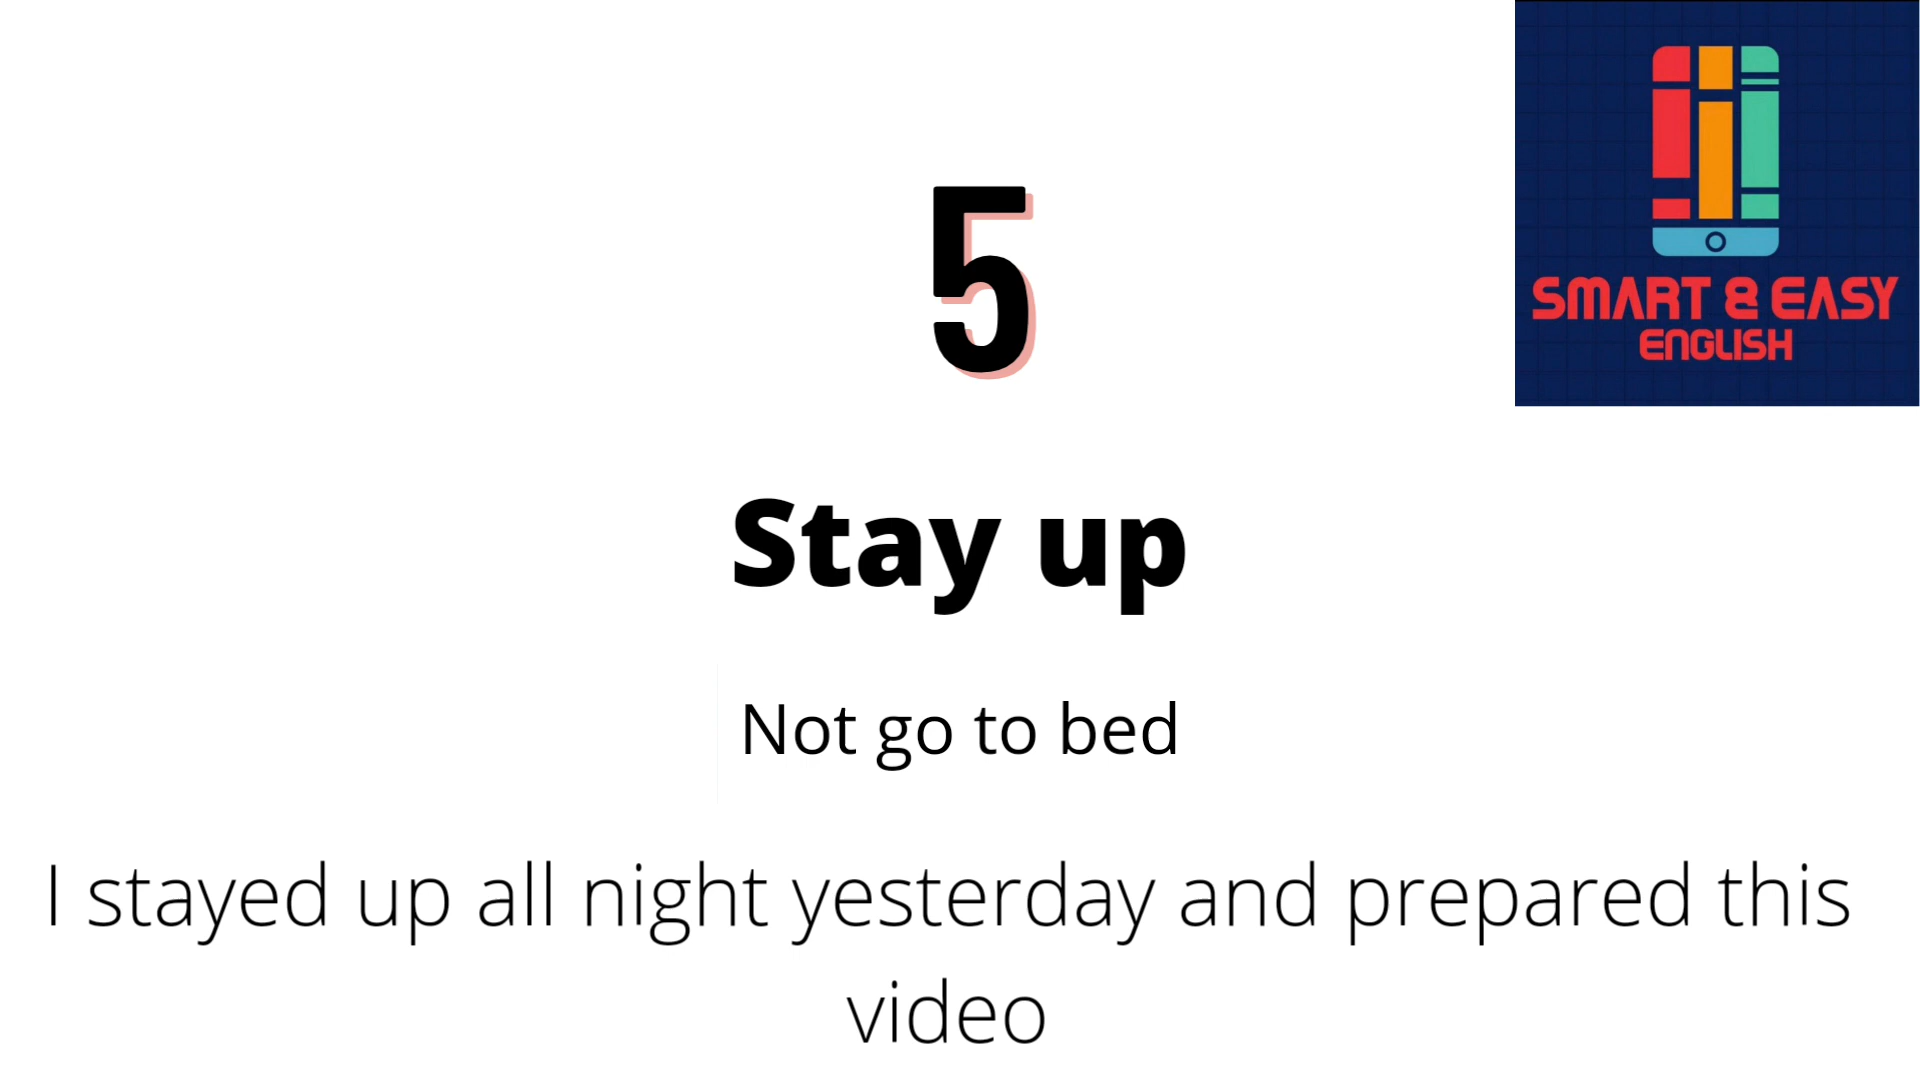 SMART & EASY
ENGLISH
5
Stay up
Not go to bed
I stayed up all night yesterday and prepared this
video